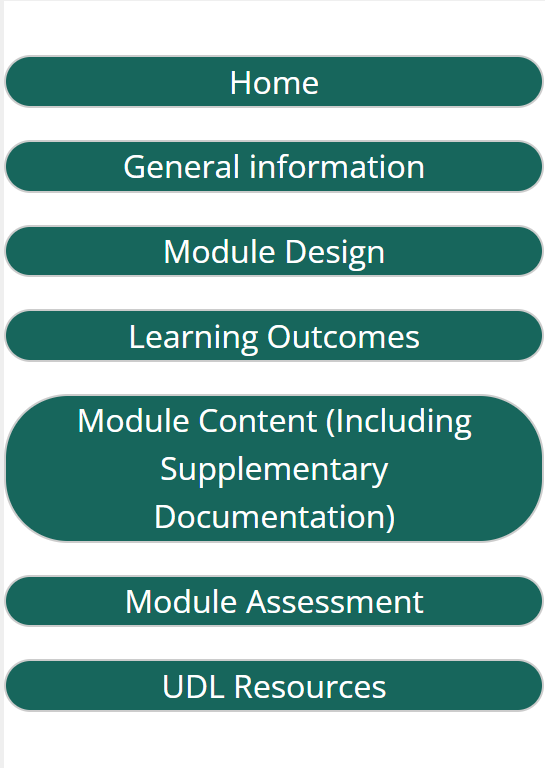 Home
General information
Module Design
Learning Outcomes
Module Content (Including
Supplementary
Documentation)
Module Assessment
UDL Resources